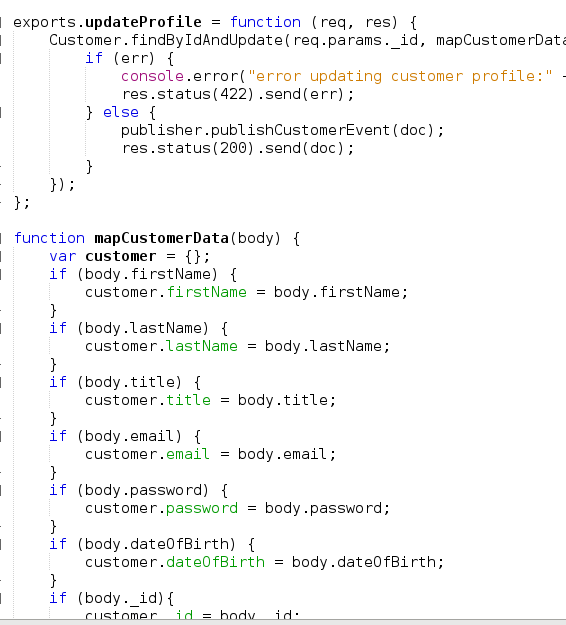 exports.updateProfile = function (req, res) {
    Customer.findByIdAndUpdate(req.params._id, mapCustomerData
        if (err) {
            console.error("error updating customer profile:" +
            res.status(422).send(err);
        } else {
            publisher.publishCustomerEvent(doc);
            res.status(200).send(doc);
        }
    });
};

function mapCustomerData(body) {
    var customer = {};
    if (body.firstName) {
        customer.firstName = body.firstName;
    }
    if (body.lastName) {
        customer.lastName = body.lastName;
    }
    if (body.title) {
        customer.title = body.title;
    }
    if (body.email) {
        customer.email = body.email;
    }
    if (body.password) {
        customer.password = body.password;
    }
    if (body.dateOfBirth) {
        customer.dateOfBirth = body.dateOfBirth;
    }
    if (body._id){
        customer._id = body._id;